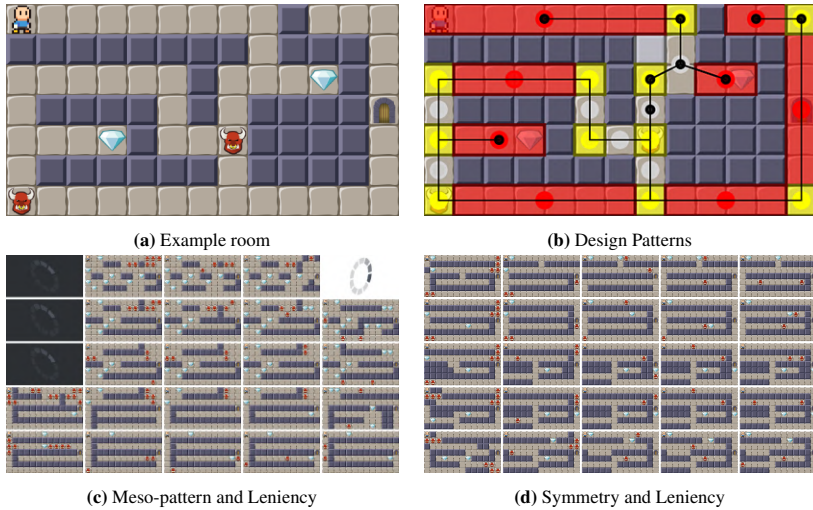 (a) Example room
(b) Design Patterns
(c) Meso-pattern and Leniency
(d) Symmetry and Leniency